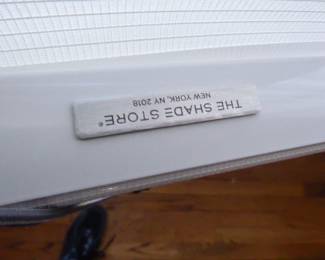 THE SHADE STORE®
NEW YORK, NY 2018